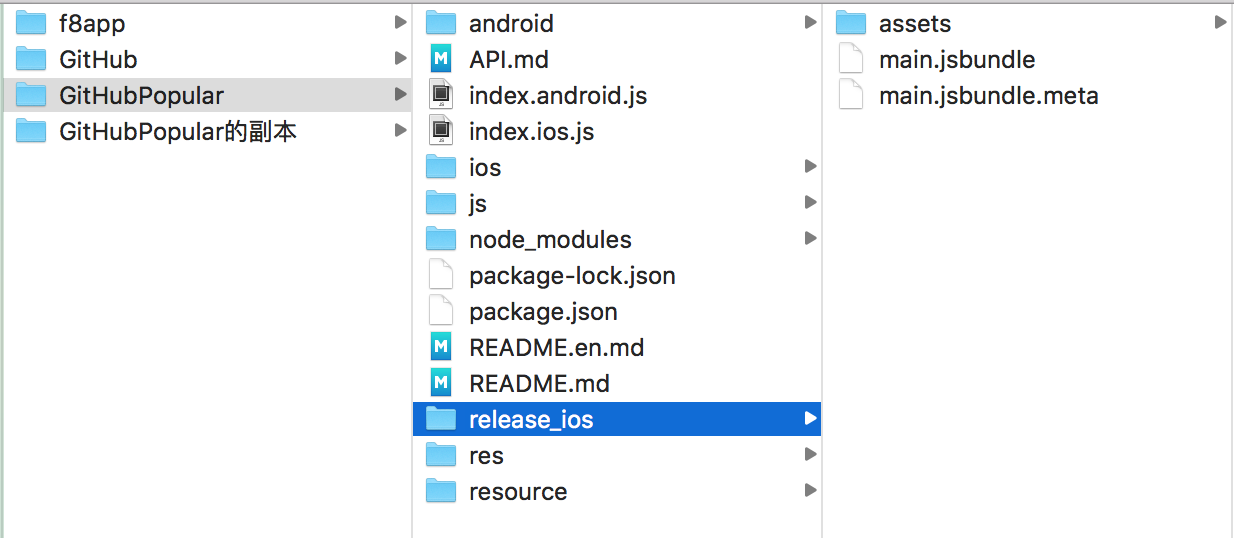 f8app
GitHub
GitHubPopular
GitHubPopular的副本
android
API.md
index.android.js
index.ios.js
ios
js
node_modules
package-lock.json
package.json
README.en.md
README.md
release_ios
res
resource
assets
main.jsbundle
main.jsbundle.meta